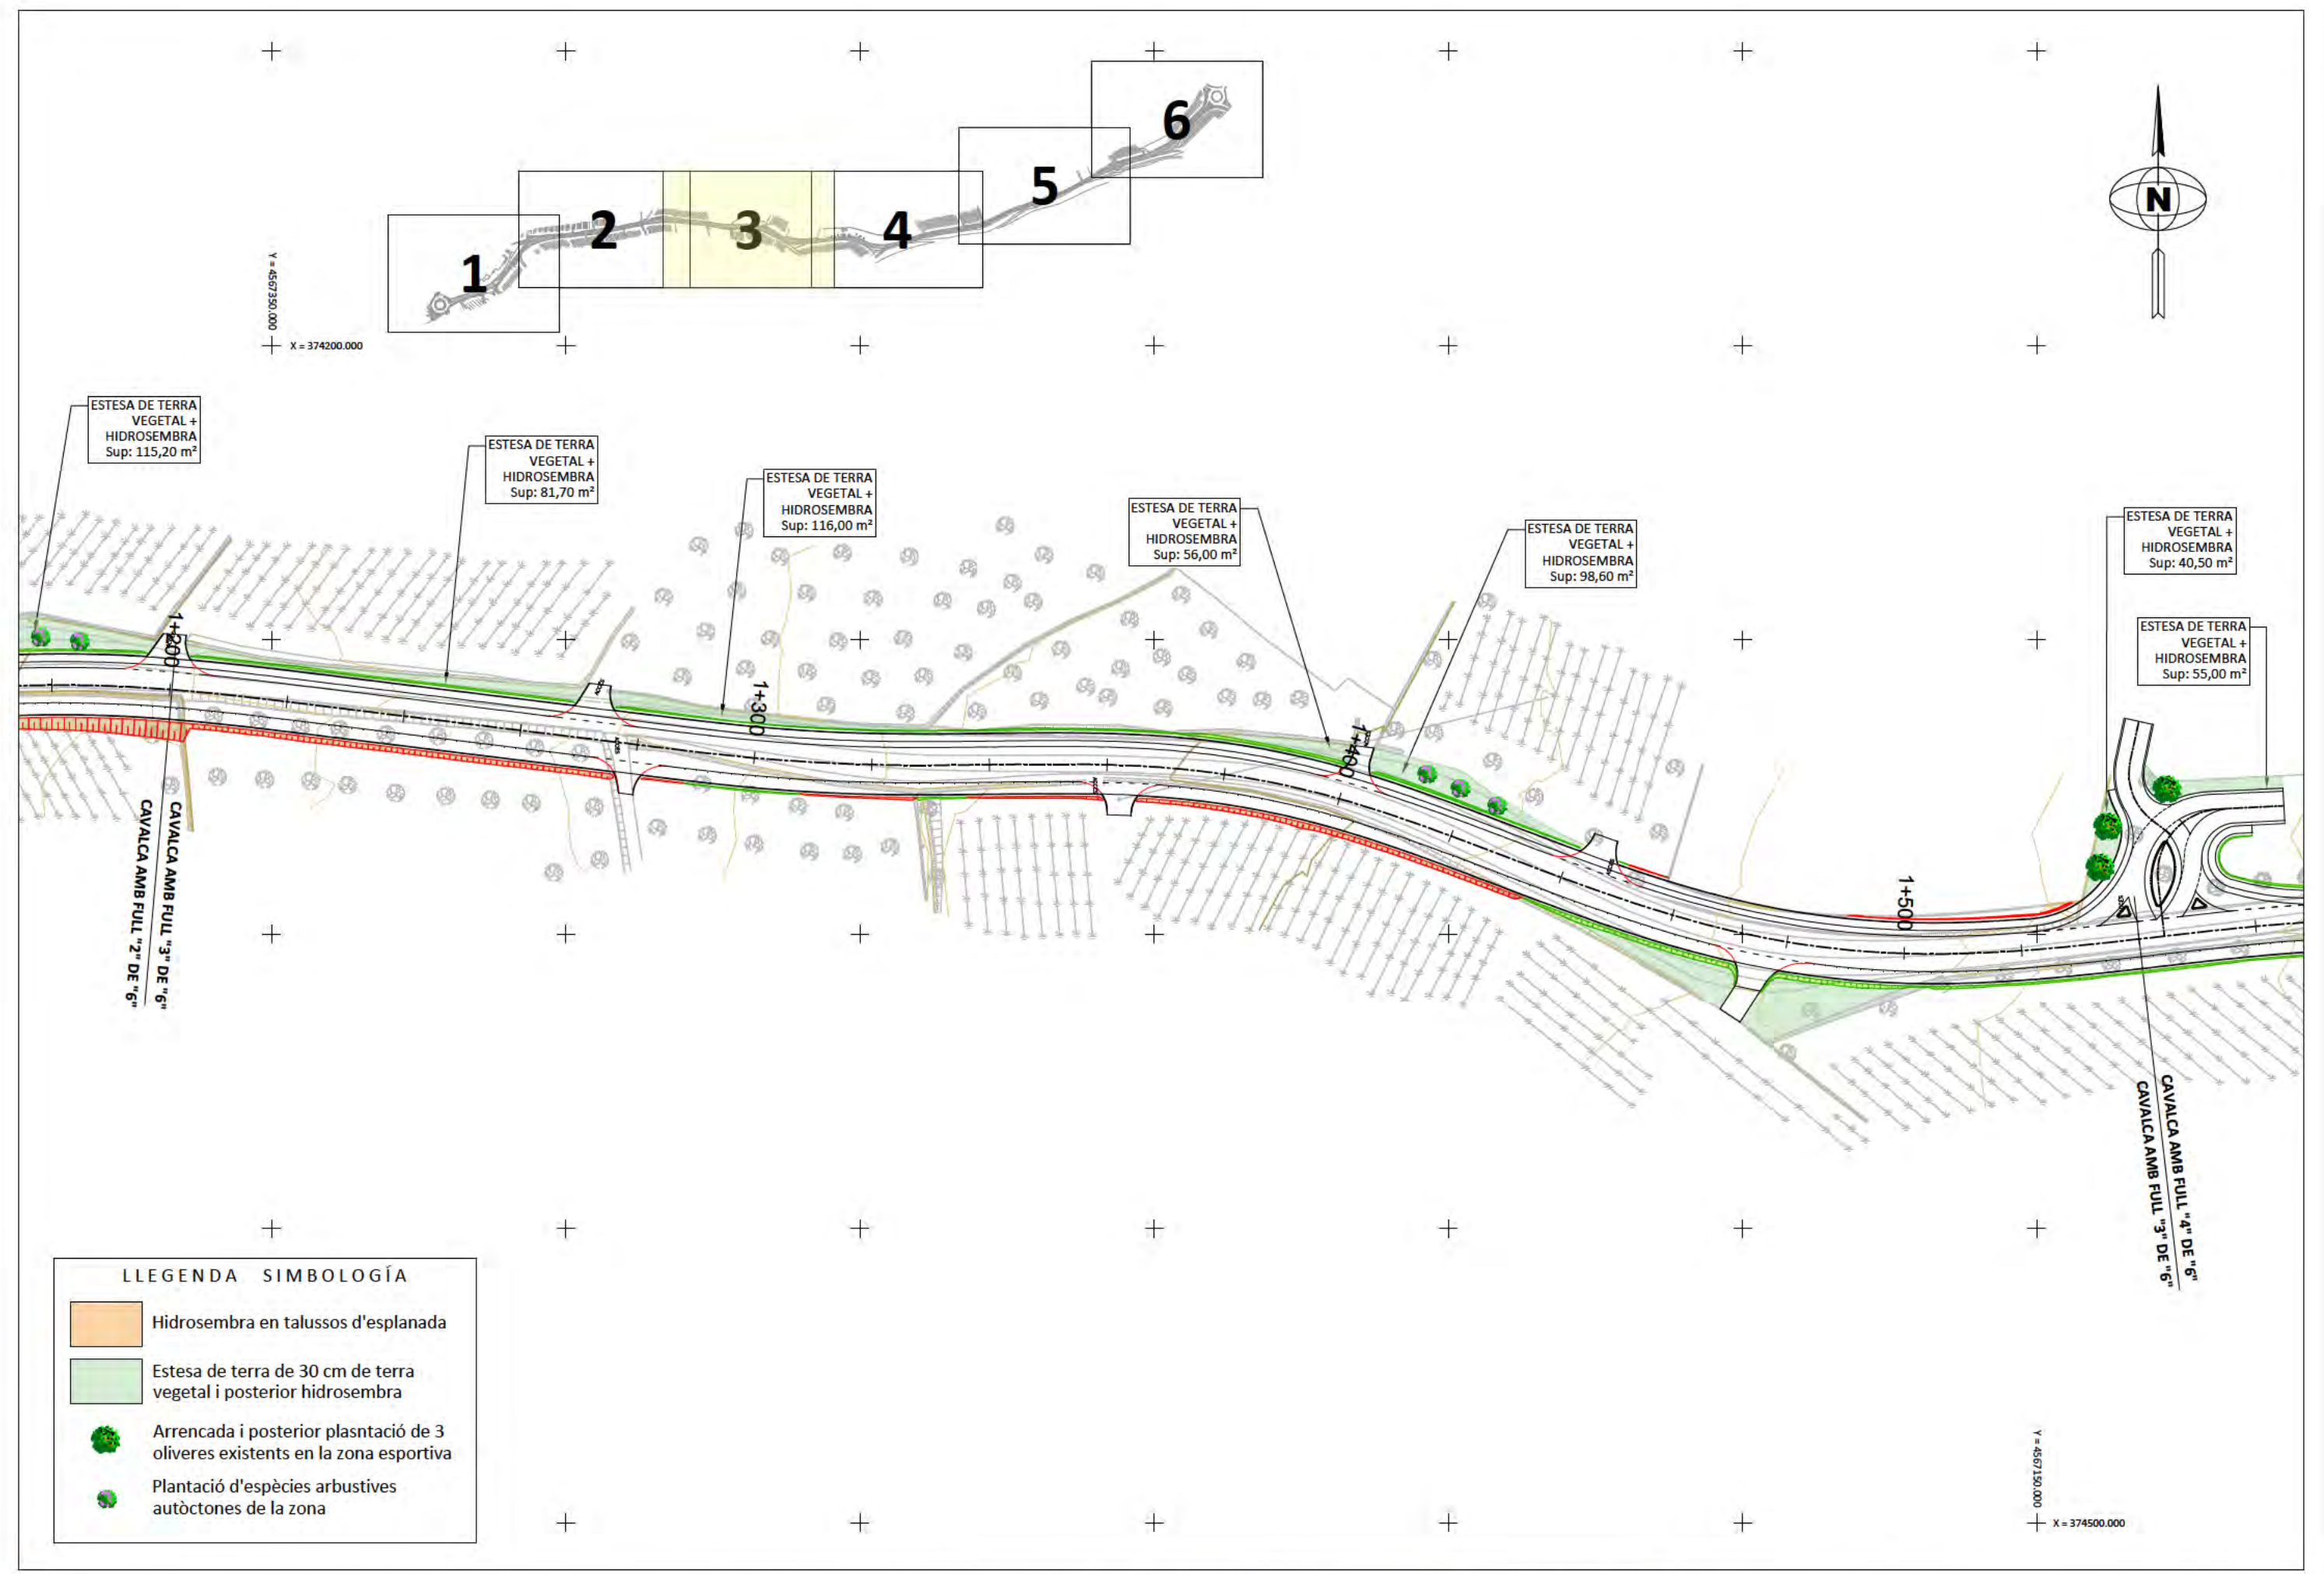 6
5
2
3
4
1
N
Y = 4567350.000
X = 374200.000
ESTESA DE TERRA
VEGETAL +
HIDROSEMBRA
Sup: 115,20 m²
ESTESA DE TERRA
VEGETAL +
HIDROSEMBRA
Sup: 81,70 m²
ESTESA DE TERRA
VEGETAL +
HIDROSEMBRA
Sup: 116,00 m²
ESTESA DE TERRA
VEGETAL +
HIDROSEMBRA
Sup: 56,00 m²
ESTESA DE TERRA
VEGETAL +
HIDROSEMBRA
Sup: 98,60 m²
ESTESA DE TERRA
VEGETAL +
HIDROSEMBRA
Sup: 40,50 m²
ESTESA DE TERRA
VEGETAL +
HIDROSEMBRA
Sup: 55,00 m²
1+200
1+300
1+400
1+500
CAVALCA AMB FULL "3" DE "6"
CAVALCA AMB FULL "2" DE "6"
CAVALCA AMB FULL "4" DE "6"
CAVALCA AMB FULL "3" DE "6"
LLEGENDA SIMBOLOGÍA
Hidrosembra en talussos d'esplanada
Estesa de terra de 30 cm de terra
vegetal i posterior hidrosembra
Arrencada i posterior plasntació de 3
oliveres existents en la zona esportiva
Plantació d'espècies arbustives
autòctones de la zona
Y = 4567150.000
X = 374500.000